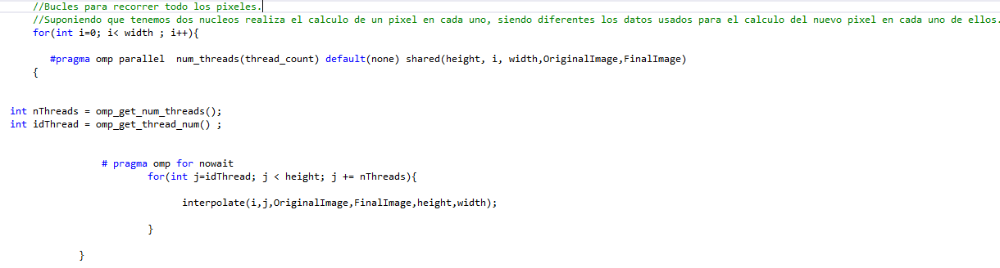 //Bucles para recorrer todo los pixeles.
//Suponiendo que tenemos dos nucleos realiza el calculo de un pixel en cada uno, siendo diferentes los datos usados para el calculo del nuevo pixel en cada uno de ellos.
for(int i=0; i< width ; i++){
#pragma omp parallel  num_threads(thread_count) default(none) shared(height, i, width,OriginalImage,FinalImage)
{
int nThreads = omp_get_num_threads();
int idThread = omp_get_thread_num() ;
# pragma omp for nowait
for(int j=idThread; j < height; j += nThreads){
interpolate(i,j,OriginalImage,FinalImage,height,width);
}
}